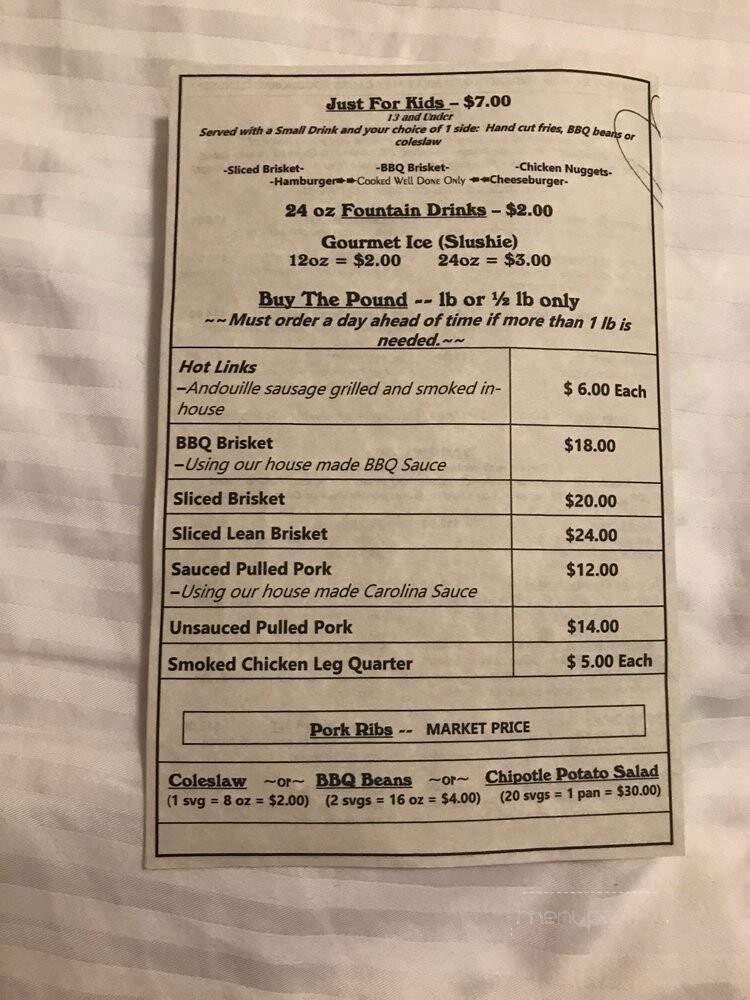 Just For Kids – $7.00
13 and Under
Served with a Small Drink and your choice of 1 side: Hand cut fries, BBQ beans or
coleslaw
-Sliced Brisket- -BBQ Brisket- -Chicken Nuggets-
-Hamburger Cooked Well Done Only Cheeseburger-
24 oz Fountain Drinks – $2.00
Gourmet Ice (Slushie)
12oz = $2.00 24oz = $3.00
Buy The Pound -- lb or ½ lb only
~~Must order a day ahead of time if more than 1 lb is
needed.~~
Hot Links
–Andouille sausage grilled and smoked in-
house
$ 6.00 Each
BBQ Brisket
–Using our house made BBQ Sauce
$18.00
Sliced Brisket $20.00
Sliced Lean Brisket $24.00
Sauced Pulled Pork
–Using our house made Carolina Sauce
$12.00
Unsauced Pulled Pork $14.00
Smoked Chicken Leg Quarter $ 5.00 Each
Pork Ribs -- MARKET PRICE
Coleslaw ~or~ BBQ Beans ~or~ Chipotle Potato Salad
(1 svg = 8 oz = $2.00) (2 svgs = 16 oz = $4.00) (20 svgs = 1 pan = $30.00)